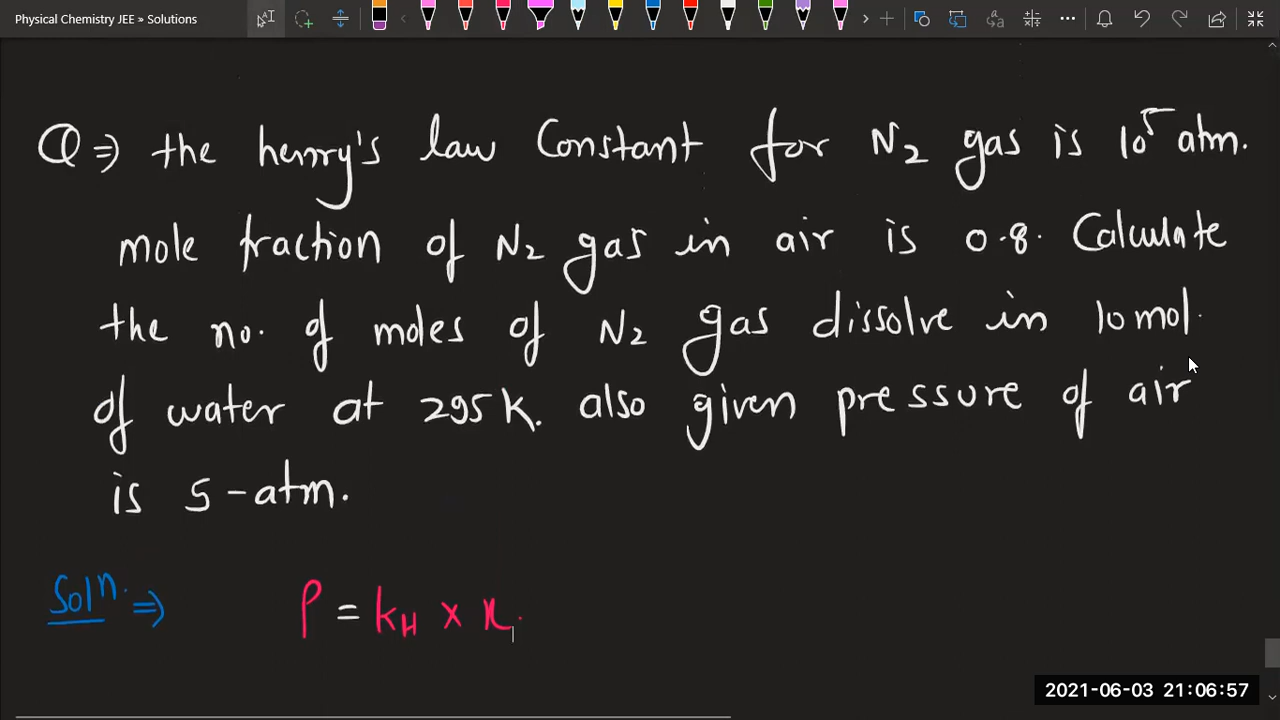 Physical Chemistry JEE » Solutions
Q ⇒ the henry's law Constant for N₂ gas is 10⁵ atm.
mole fraction of N₂ gas in air is 0.8. Calculate
the no. of moles of N₂ gas dissolve in 10 mol.
of water at 295 K. also given pressure of air
is 5-atm.
Solⁿ. ⇒ P = KH × x.
2021-06-03 21:06:57